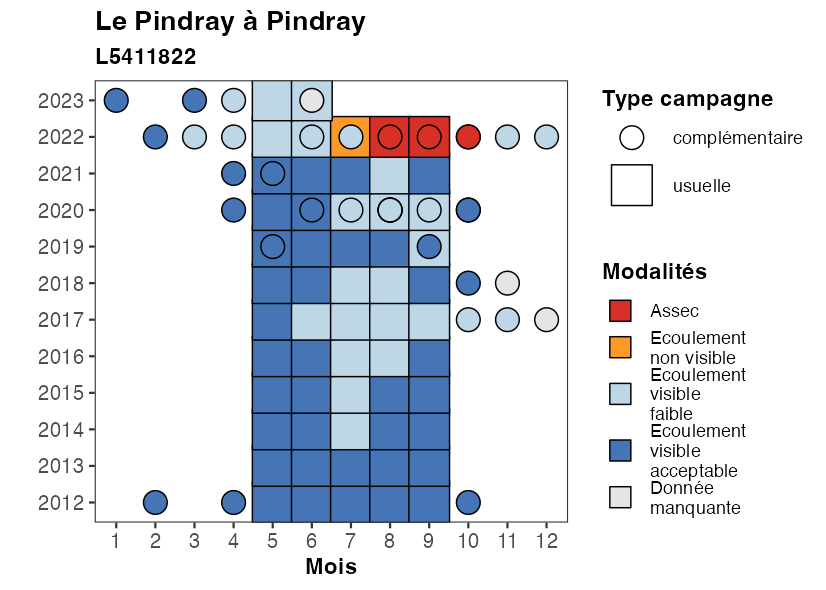 Le Pindray à Pindray
L5411822
2023
2022
2021
2020
2019
2018
2017
2016
2015
2014
2013
2012
1 2 3 4 5 6 7 8 9 10 11 12
Mois
Type campagne
complémentaire
usuelle
Modalités
Assec
Ecoulement
non visible
Ecoulement
visible
faible
Ecoulement
visible
acceptable
Donnée
manquante